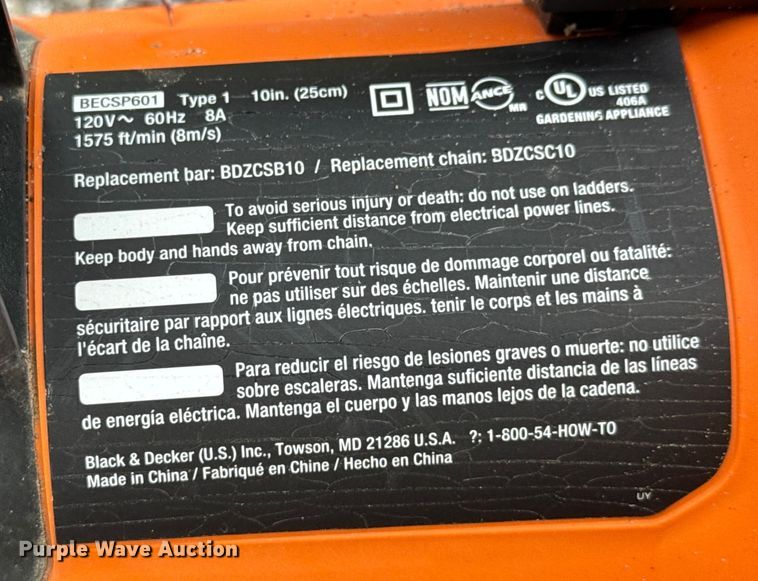 BECSP601 Type 1 10in. (25cm)
120V~ 60Hz 8A
1575 ft/min (8m/s)
NOM ANCE MR
C UL US LISTED
406A
GARDENING APPLIANCE
Replacement bar: BDZCSB10 / Replacement chain: BDZCSC10
To avoid serious injury or death: do not use on ladders.
Keep sufficient distance from electrical power lines.
Keep body and hands away from chain.
Pour prévenir tout risque de dommage corporel ou fatalité:
ne pas utiliser sur des échelles. Maintenir une distance
sécuritaire par rapport aux lignes électriques. tenir le corps et les mains à
l'écart de la chaîne.
Para reducir el riesgo de lesiones graves o muerte: no utilice
sobre escaleras. Mantenga suficiente distancia de las líneas
de energía eléctrica. Mantenga el cuerpo y las manos lejos de la cadena.
Black & Decker (U.S.) Inc., Towson, MD 21286 U.S.A. ?; 1-800-54-HOW-TO
Made in China / Fabriqué en Chine / Hecho en China
UY
Purple Wave Auction